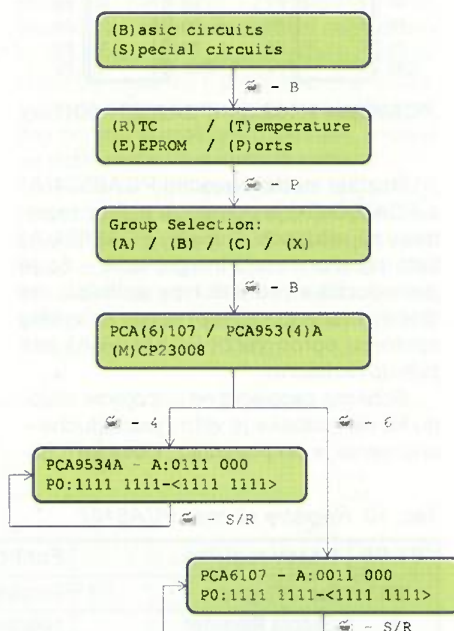 (B)asic circuits
(S)pecial circuits
- B
(R)TC / (T)emperature
(E)EPROM / (P)orts
- P
Group Selection:
(A) / (B) / (C) / (X)
- B
PCA(6)107 / PCA953(4)A
(M)CP23008
- 4
- 6
PCA9534A - A:0111 000
P0:1111 1111-<1111 1111>
- S/R
PCA6107 - A:0011 000
P0:1111 1111-<1111 1111>
- S/R